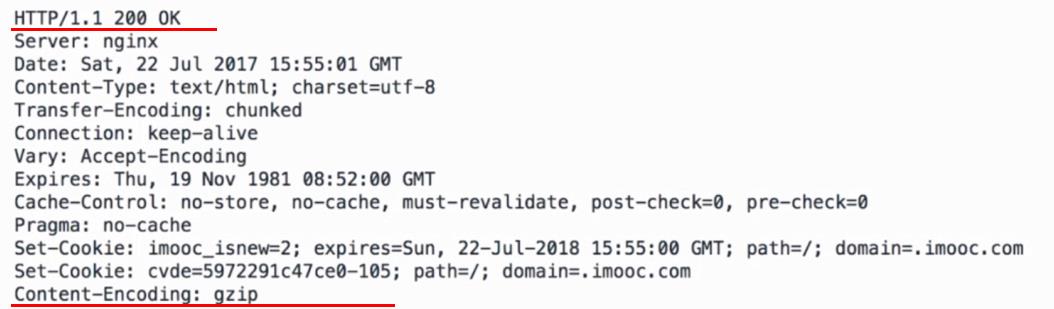 HTTP/1.1 200 OK
Server: nginx
Date: Sat, 22 Jul 2017 15:55:01 GMT
Content-Type: text/html; charset=utf-8
Transfer-Encoding: chunked
Connection: keep-alive
Vary: Accept-Encoding
Expires: Thu, 19 Nov 1981 08:52:00 GMT
Cache-Control: no-store, no-cache, must-revalidate, post-check=0, pre-check=0
Pragma: no-cache
Set-Cookie: imooc_isnew=2; expires=Sun, 22-Jul-2018 15:55:00 GMT; path=/; domain=.imooc.com
Set-Cookie: cvde=5972291c47ce0-105; path=/; domain=.imooc.com
Content-Encoding: gzip